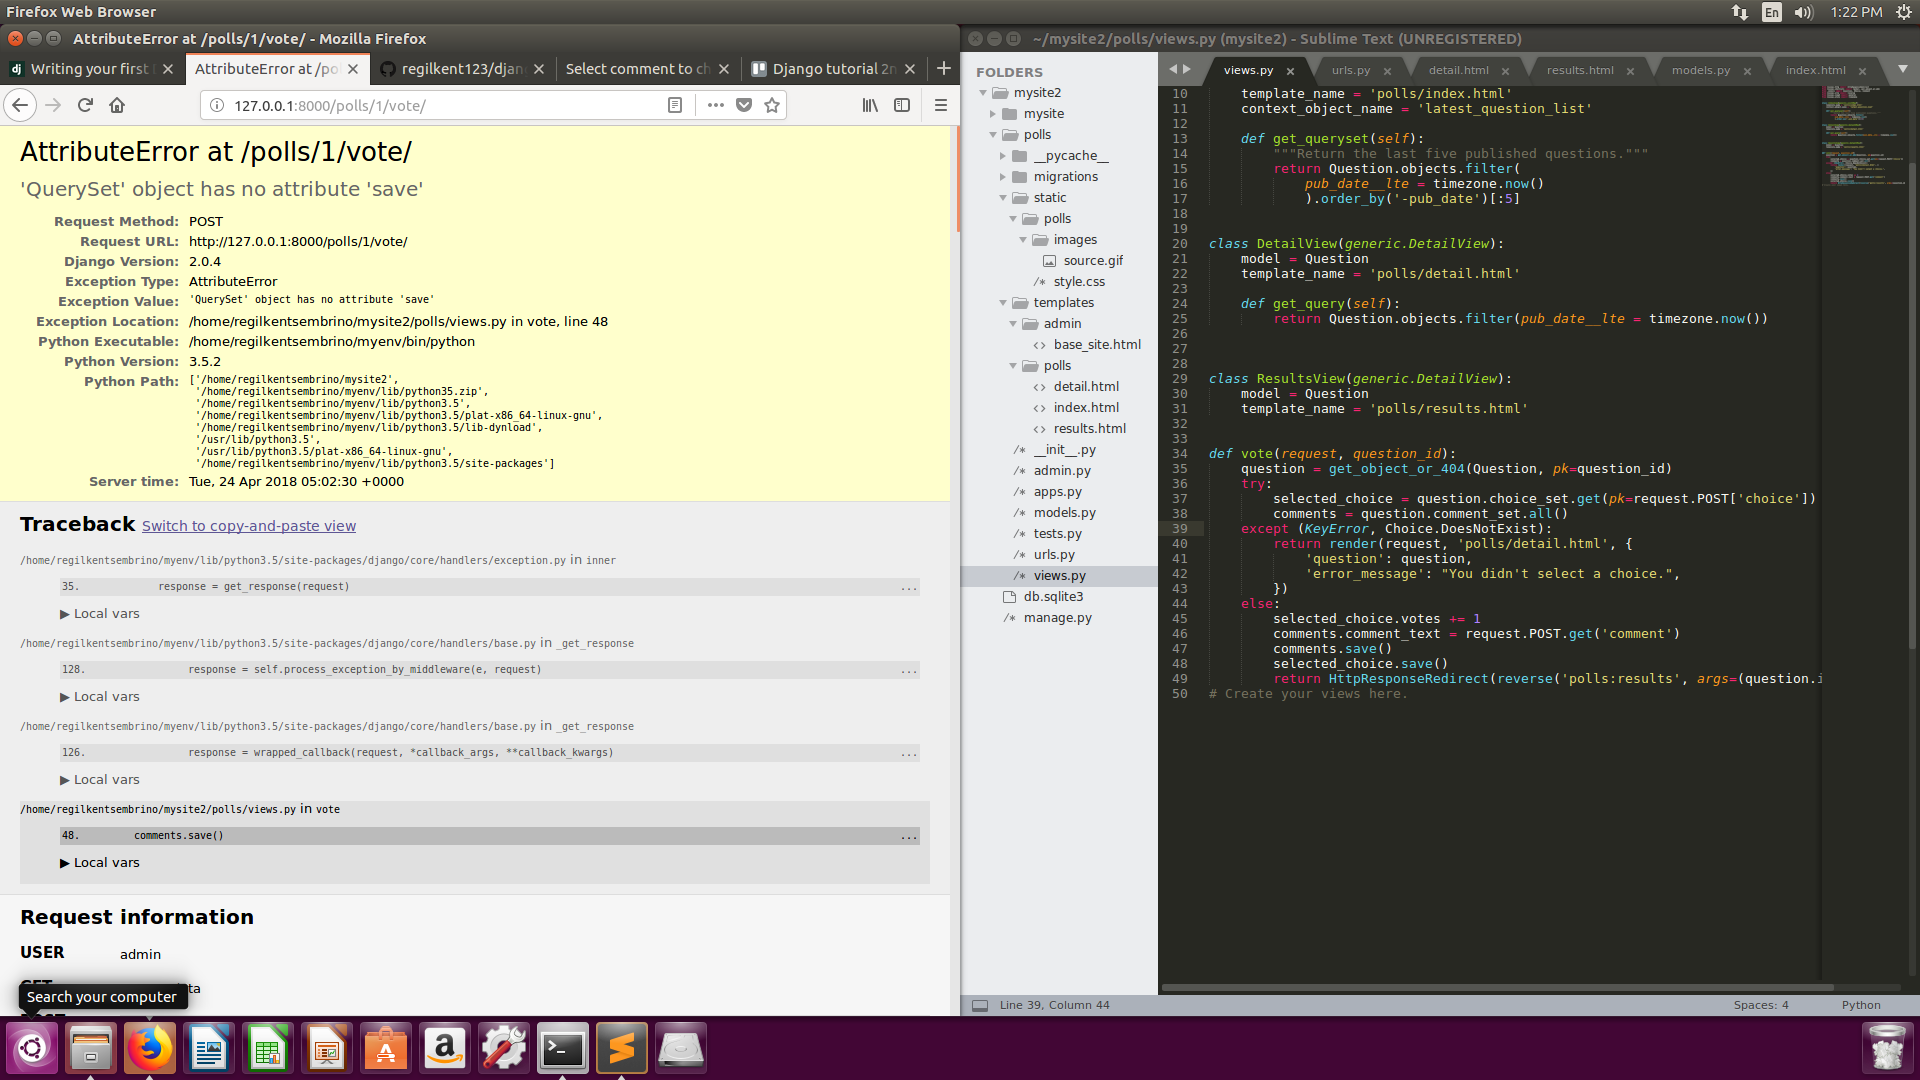 Firefox Web Browser
En
1:22 PM
AttributeError at /polls/1/vote/ - Mozilla Firefox
Writing your first
AttributeError at /po
regilkent123/djan
Select comment to ch
Django tutorial 2n
127.0.0.1:8000/polls/1/vote/
AttributeError at /polls/1/vote/
'QuerySet' object has no attribute 'save'
Request Method: POST
Request URL: http://127.0.0.1:8000/polls/1/vote/
Django Version: 2.0.4
Exception Type: AttributeError
Exception Value: 'QuerySet' object has no attribute 'save'
Exception Location: /home/regilkentsembrino/mysite2/polls/views.py in vote, line 48
Python Executable: /home/regilkentsembrino/myenv/bin/python
Python Version: 3.5.2
Python Path: ['/home/regilkentsembrino/mysite2',
'/home/regilkentsembrino/myenv/lib/python35.zip',
'/home/regilkentsembrino/myenv/lib/python3.5',
'/home/regilkentsembrino/myenv/lib/python3.5/plat-x86_64-linux-gnu',
'/home/regilkentsembrino/myenv/lib/python3.5/lib-dynload',
'/usr/lib/python3.5',
'/usr/lib/python3.5/plat-x86_64-linux-gnu',
'/home/regilkentsembrino/myenv/lib/python3.5/site-packages']
Server time: Tue, 24 Apr 2018 05:02:30 +0000
Traceback Switch to copy-and-paste view
/home/regilkentsembrino/myenv/lib/python3.5/site-packages/django/core/handlers/exception.py in inner
35. response = get_response(request) ...
▶ Local vars
/home/regilkentsembrino/myenv/lib/python3.5/site-packages/django/core/handlers/base.py in _get_response
128. response = self.process_exception_by_middleware(e, request) ...
▶ Local vars
/home/regilkentsembrino/myenv/lib/python3.5/site-packages/django/core/handlers/base.py in _get_response
126. response = wrapped_callback(request, *callback_args, **callback_kwargs) ...
▶ Local vars
/home/regilkentsembrino/mysite2/polls/views.py in vote
48. comments.save() ...
▶ Local vars
Request information
USER admin
Search your computer
~/mysite2/polls/views.py (mysite2) - Sublime Text (UNREGISTERED)
FOLDERS
mysite2
mysite
polls
__pycache__
migrations
static
polls
images
source.gif
/* style.css
templates
admin
<> base_site.html
polls
<> detail.html
<> index.html
<> results.html
/* __init__.py
/* admin.py
/* apps.py
/* models.py
/* tests.py
/* urls.py
/* views.py
db.sqlite3
/* manage.py
views.py
urls.py
detail.html
results.html
models.py
index.html
10 template_name = 'polls/index.html'
11 context_object_name = 'latest_question_list'
12
13 def get_queryset(self):
14 """Return the last five published questions."""
15 return Question.objects.filter(
16 pub_date__lte = timezone.now()
17 ).order_by('-pub_date')[:5]
18
19
20 class DetailView(generic.DetailView):
21 model = Question
22 template_name = 'polls/detail.html'
23
24 def get_query(self):
25 return Question.objects.filter(pub_date__lte = timezone.now())
26
27
28
29 class ResultsView(generic.DetailView):
30 model = Question
31 template_name = 'polls/results.html'
32
33
34 def vote(request, question_id):
35 question = get_object_or_404(Question, pk=question_id)
36 try:
37 selected_choice = question.choice_set.get(pk=request.POST['choice'])
38 comments = question.comment_set.all()
39 except (KeyError, Choice.DoesNotExist):
40 return render(request, 'polls/detail.html', {
41 'question': question,
42 'error_message': "You didn't select a choice.",
43 })
44 else:
45 selected_choice.votes += 1
46 comments.comment_text = request.POST.get('comment')
47 comments.save()
48 selected_choice.save()
49 return HttpResponseRedirect(reverse('polls:results', args=(question.i
50 # Create your views here.
Line 39, Column 44
Spaces: 4
Python